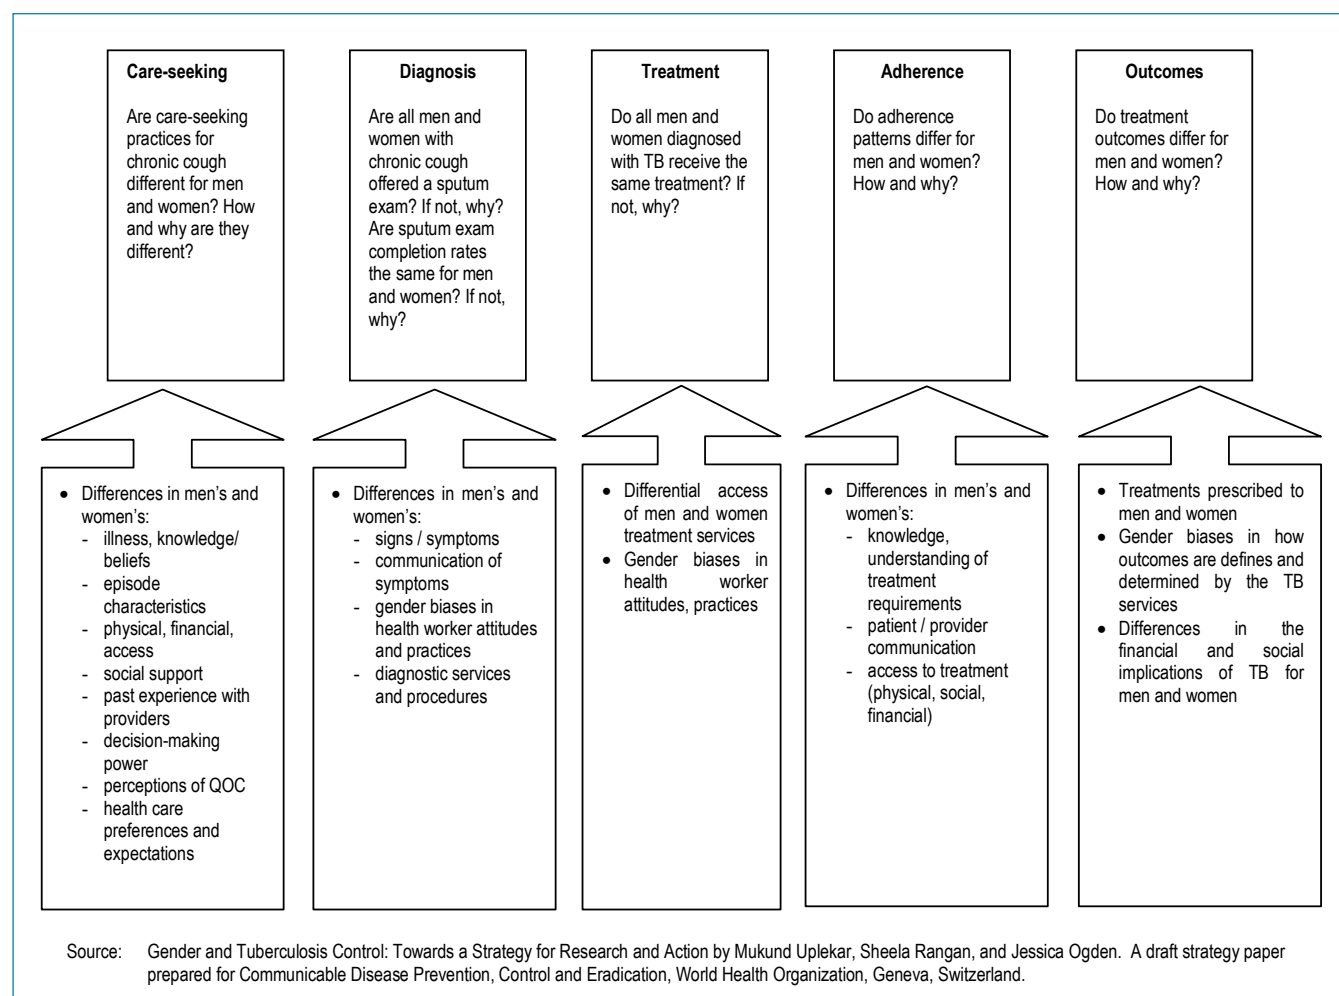 Care-seeking
Are care-seeking
practices for
chronic cough
different for men
and women? How
and why are they
different?
Diagnosis
Are all men and
women with
chronic cough
offered a sputum
exam? If not, why?
Are sputum exam
completion rates
the same for men
and women? If not,
why?
Treatment
Do all men and
women diagnosed
with TB receive the
same treatment? If
not, why?
Adherence
Do adherence
patterns differ for
men and women?
How and why?
Outcomes
Do treatment
outcomes differ for
men and women?
How and why?
• Differences in men's and
women's:
- illness, knowledge/
beliefs
- episode
characteristics
- physical, financial,
access
- social support
- past experience with
providers
- decision-making
power
- perceptions of QOC
- health care
preferences and
expectations
• Differences in men's and
women's:
- signs / symptoms
- communication of
symptoms
- gender biases in
health worker attitudes
and practices
- diagnostic services
and procedures
• Differential access
of men and women
treatment services
• Gender biases in
health worker
attitudes, practices
• Differences in men's and
women's:
- knowledge,
understanding of
treatment
requirements
- patient / provider
communication
- access to treatment
(physical, social,
financial)
• Treatments prescribed to
men and women
• Gender biases in how
outcomes are defines and
determined by the TB
services
• Differences in the
financial and social
implications of TB for
men and women
Source: Gender and Tuberculosis Control: Towards a Strategy for Research and Action by Mukund Uplekar, Sheela Rangan, and Jessica Ogden. A draft strategy paper
prepared for Communicable Disease Prevention, Control and Eradication, World Health Organization, Geneva, Switzerland.